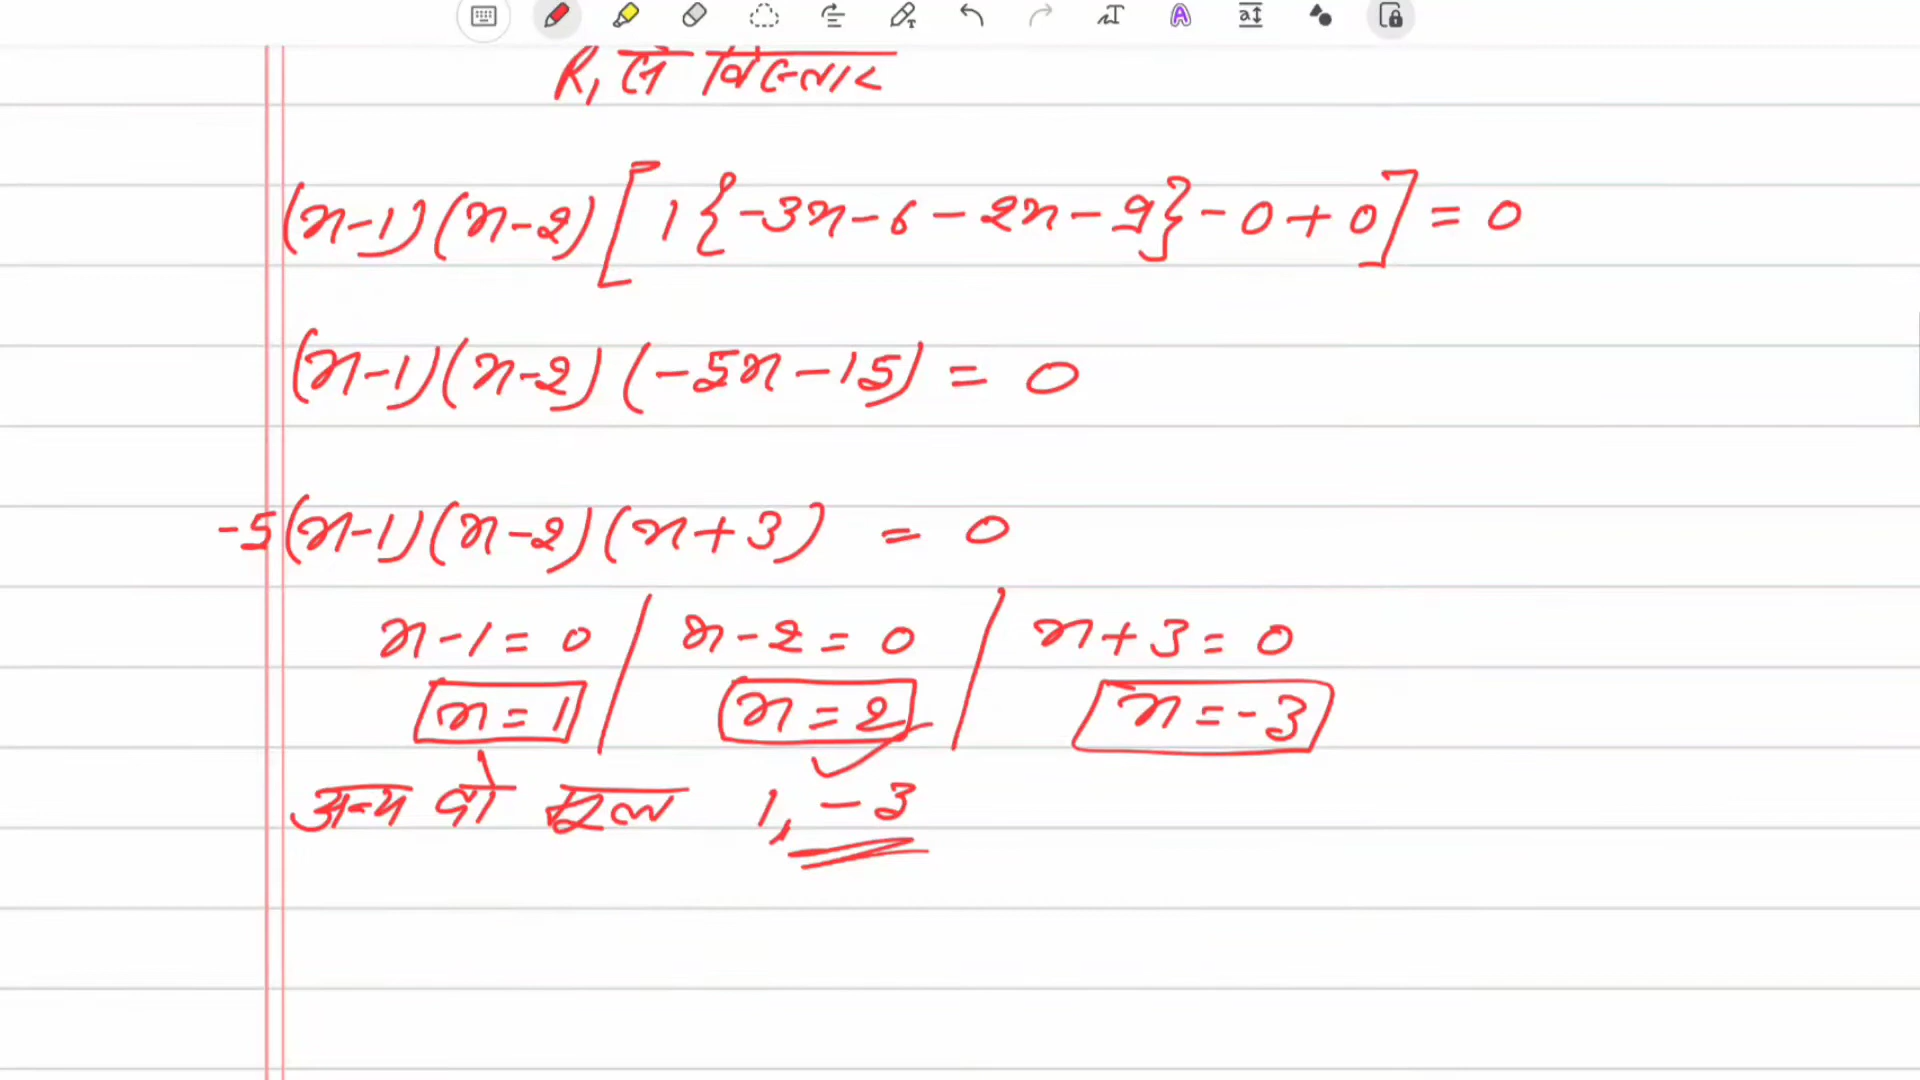 R₁ से विस्तार
(x-1)(x-2)[1{-3x-6-2x-9}-0+0]=0
(x-1)(x-2)(-5x-15)=0
-5(x-1)(x-2)(x+3) = 0
x-1=0 / x-2=0 / x+3=0
x=1 / x=2 / x=-3
अन्य दो हल 1, -3